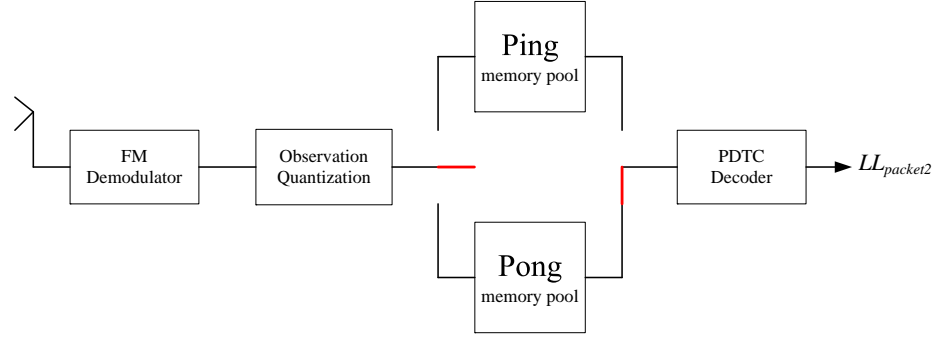 Ping
memory pool
FM
Demodulator
Observation
Quantization
PDTC
Decoder
LLpacket2
Pong
memory pool